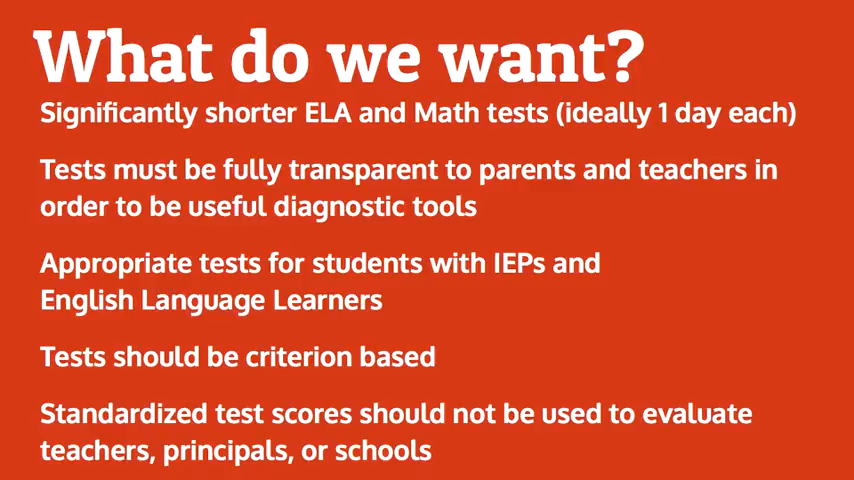 What do we want?
Significantly shorter ELA and Math tests (ideally 1 day each)
Tests must be fully transparent to parents and teachers in
order to be useful diagnostic tools
Appropriate tests for students with IEPs and
English Language Learners
Tests should be criterion based
Standardized test scores should not be used to evaluate
teachers, principals, or schools